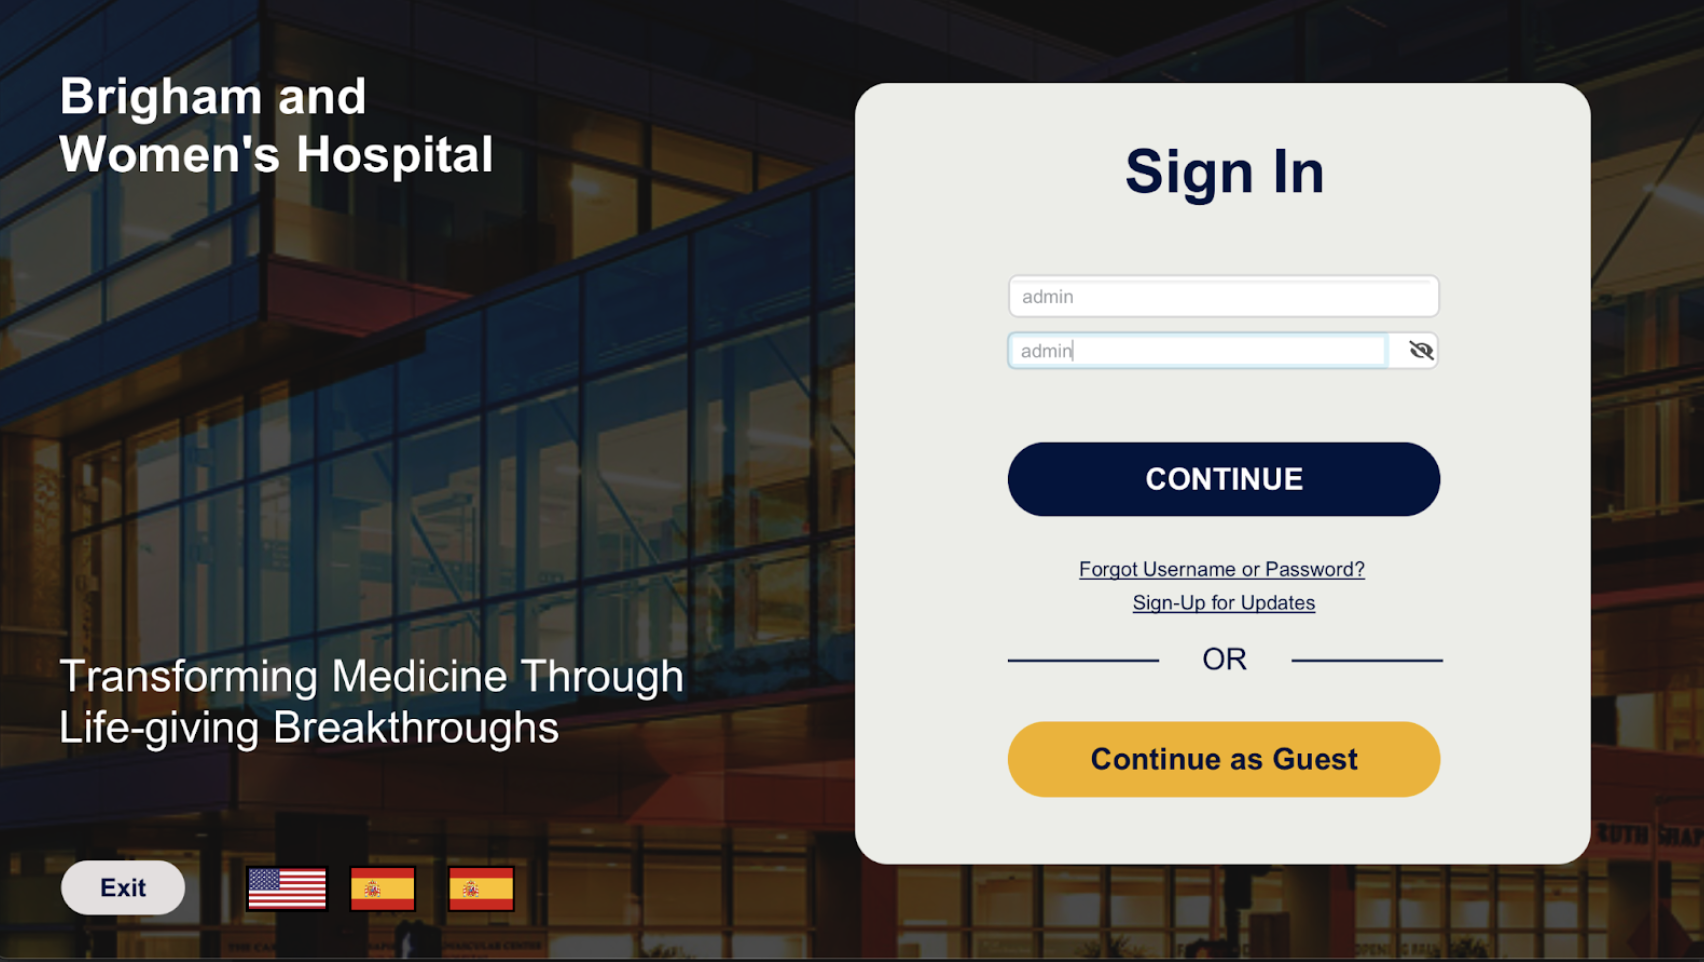 Brigham and
Women's Hospital
Transforming Medicine Through
Life-giving Breakthroughs
Exit
Sign In
admin
admin
CONTINUE
Forgot Username or Password?
Sign-Up for Updates
OR
Continue as Guest